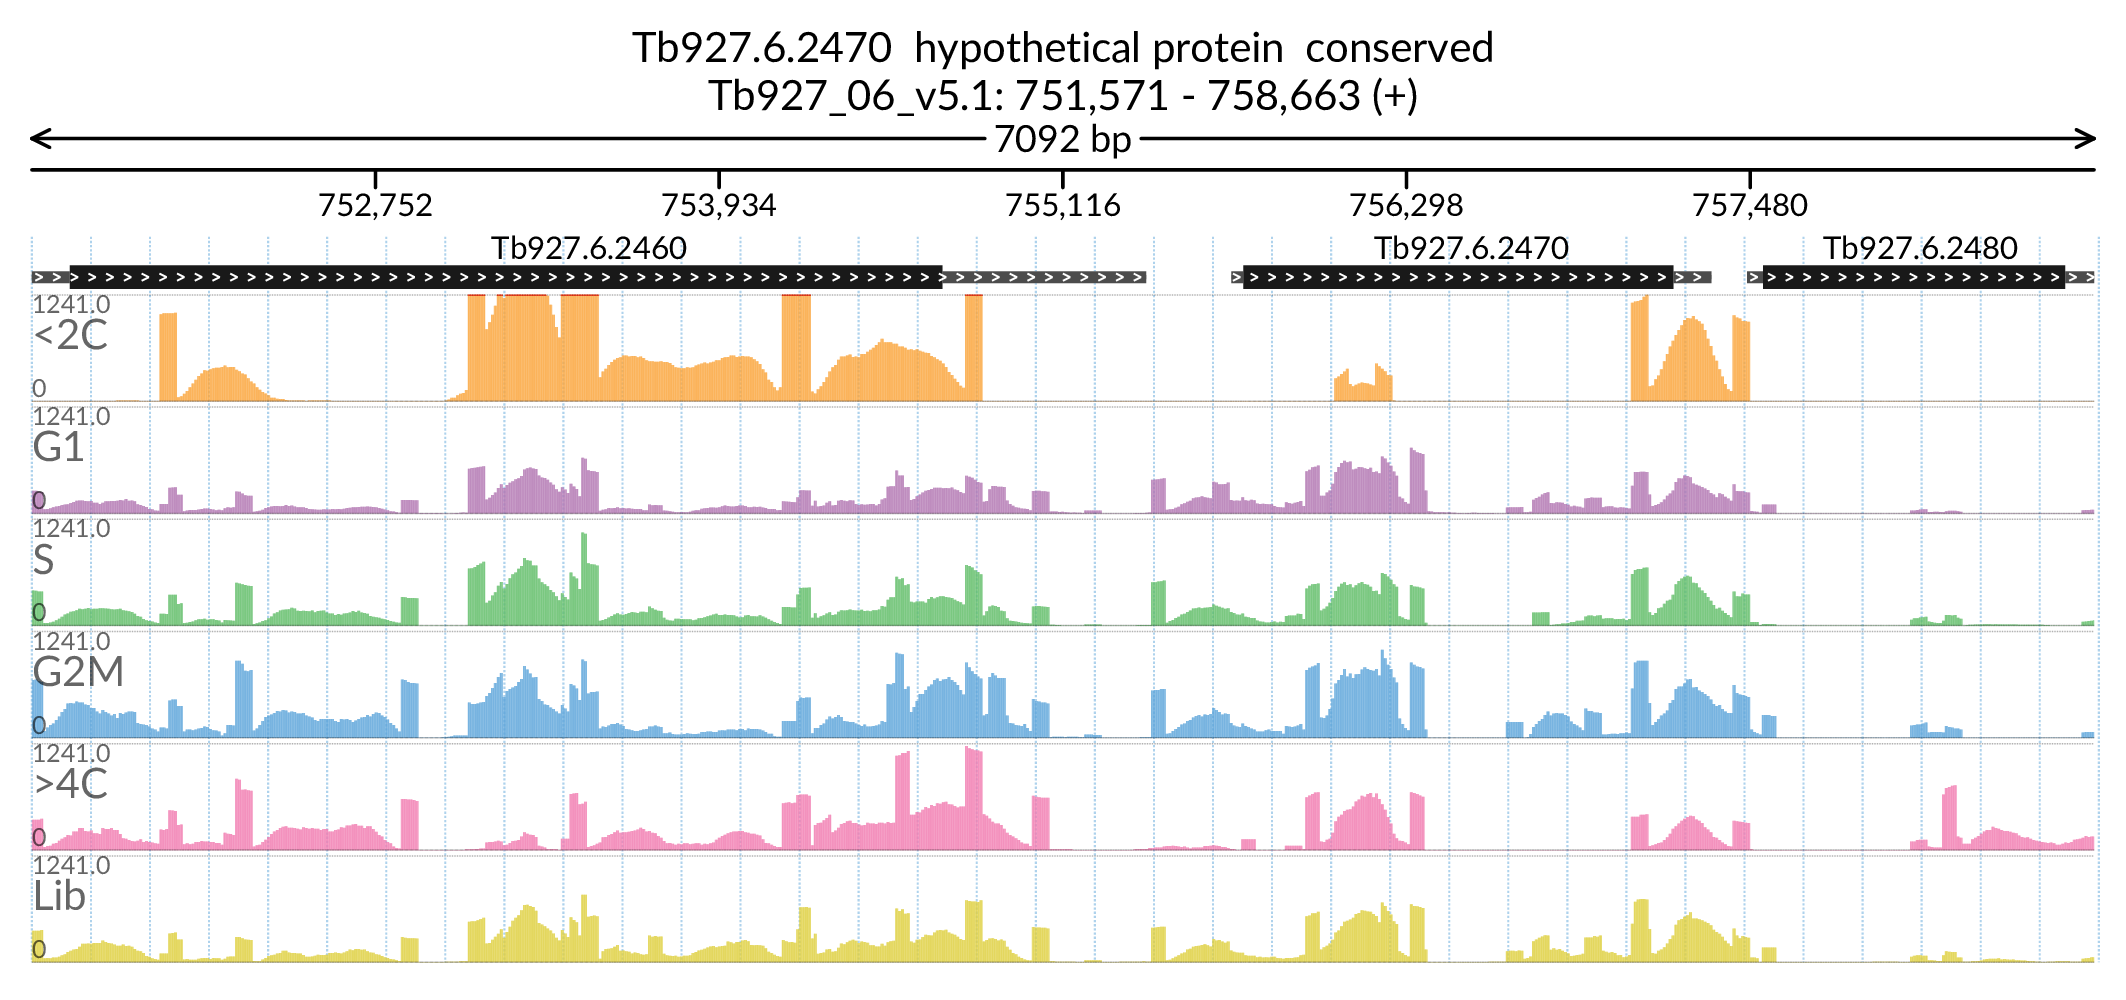 Tb927.6.2470  hypothetical protein  conserved
Tb927_06_v5.1: 751,571 - 758,663 (+)
7092 bp
752,752 753,934 755,116 756,298 757,480
Tb927.6.2460 Tb927.6.2470 Tb927.6.2480
1241.0
<2C
0
1241.0
G1
0
1241.0
S
0
1241.0
G2M
0
1241.0
>4C
0
1241.0
Lib
0